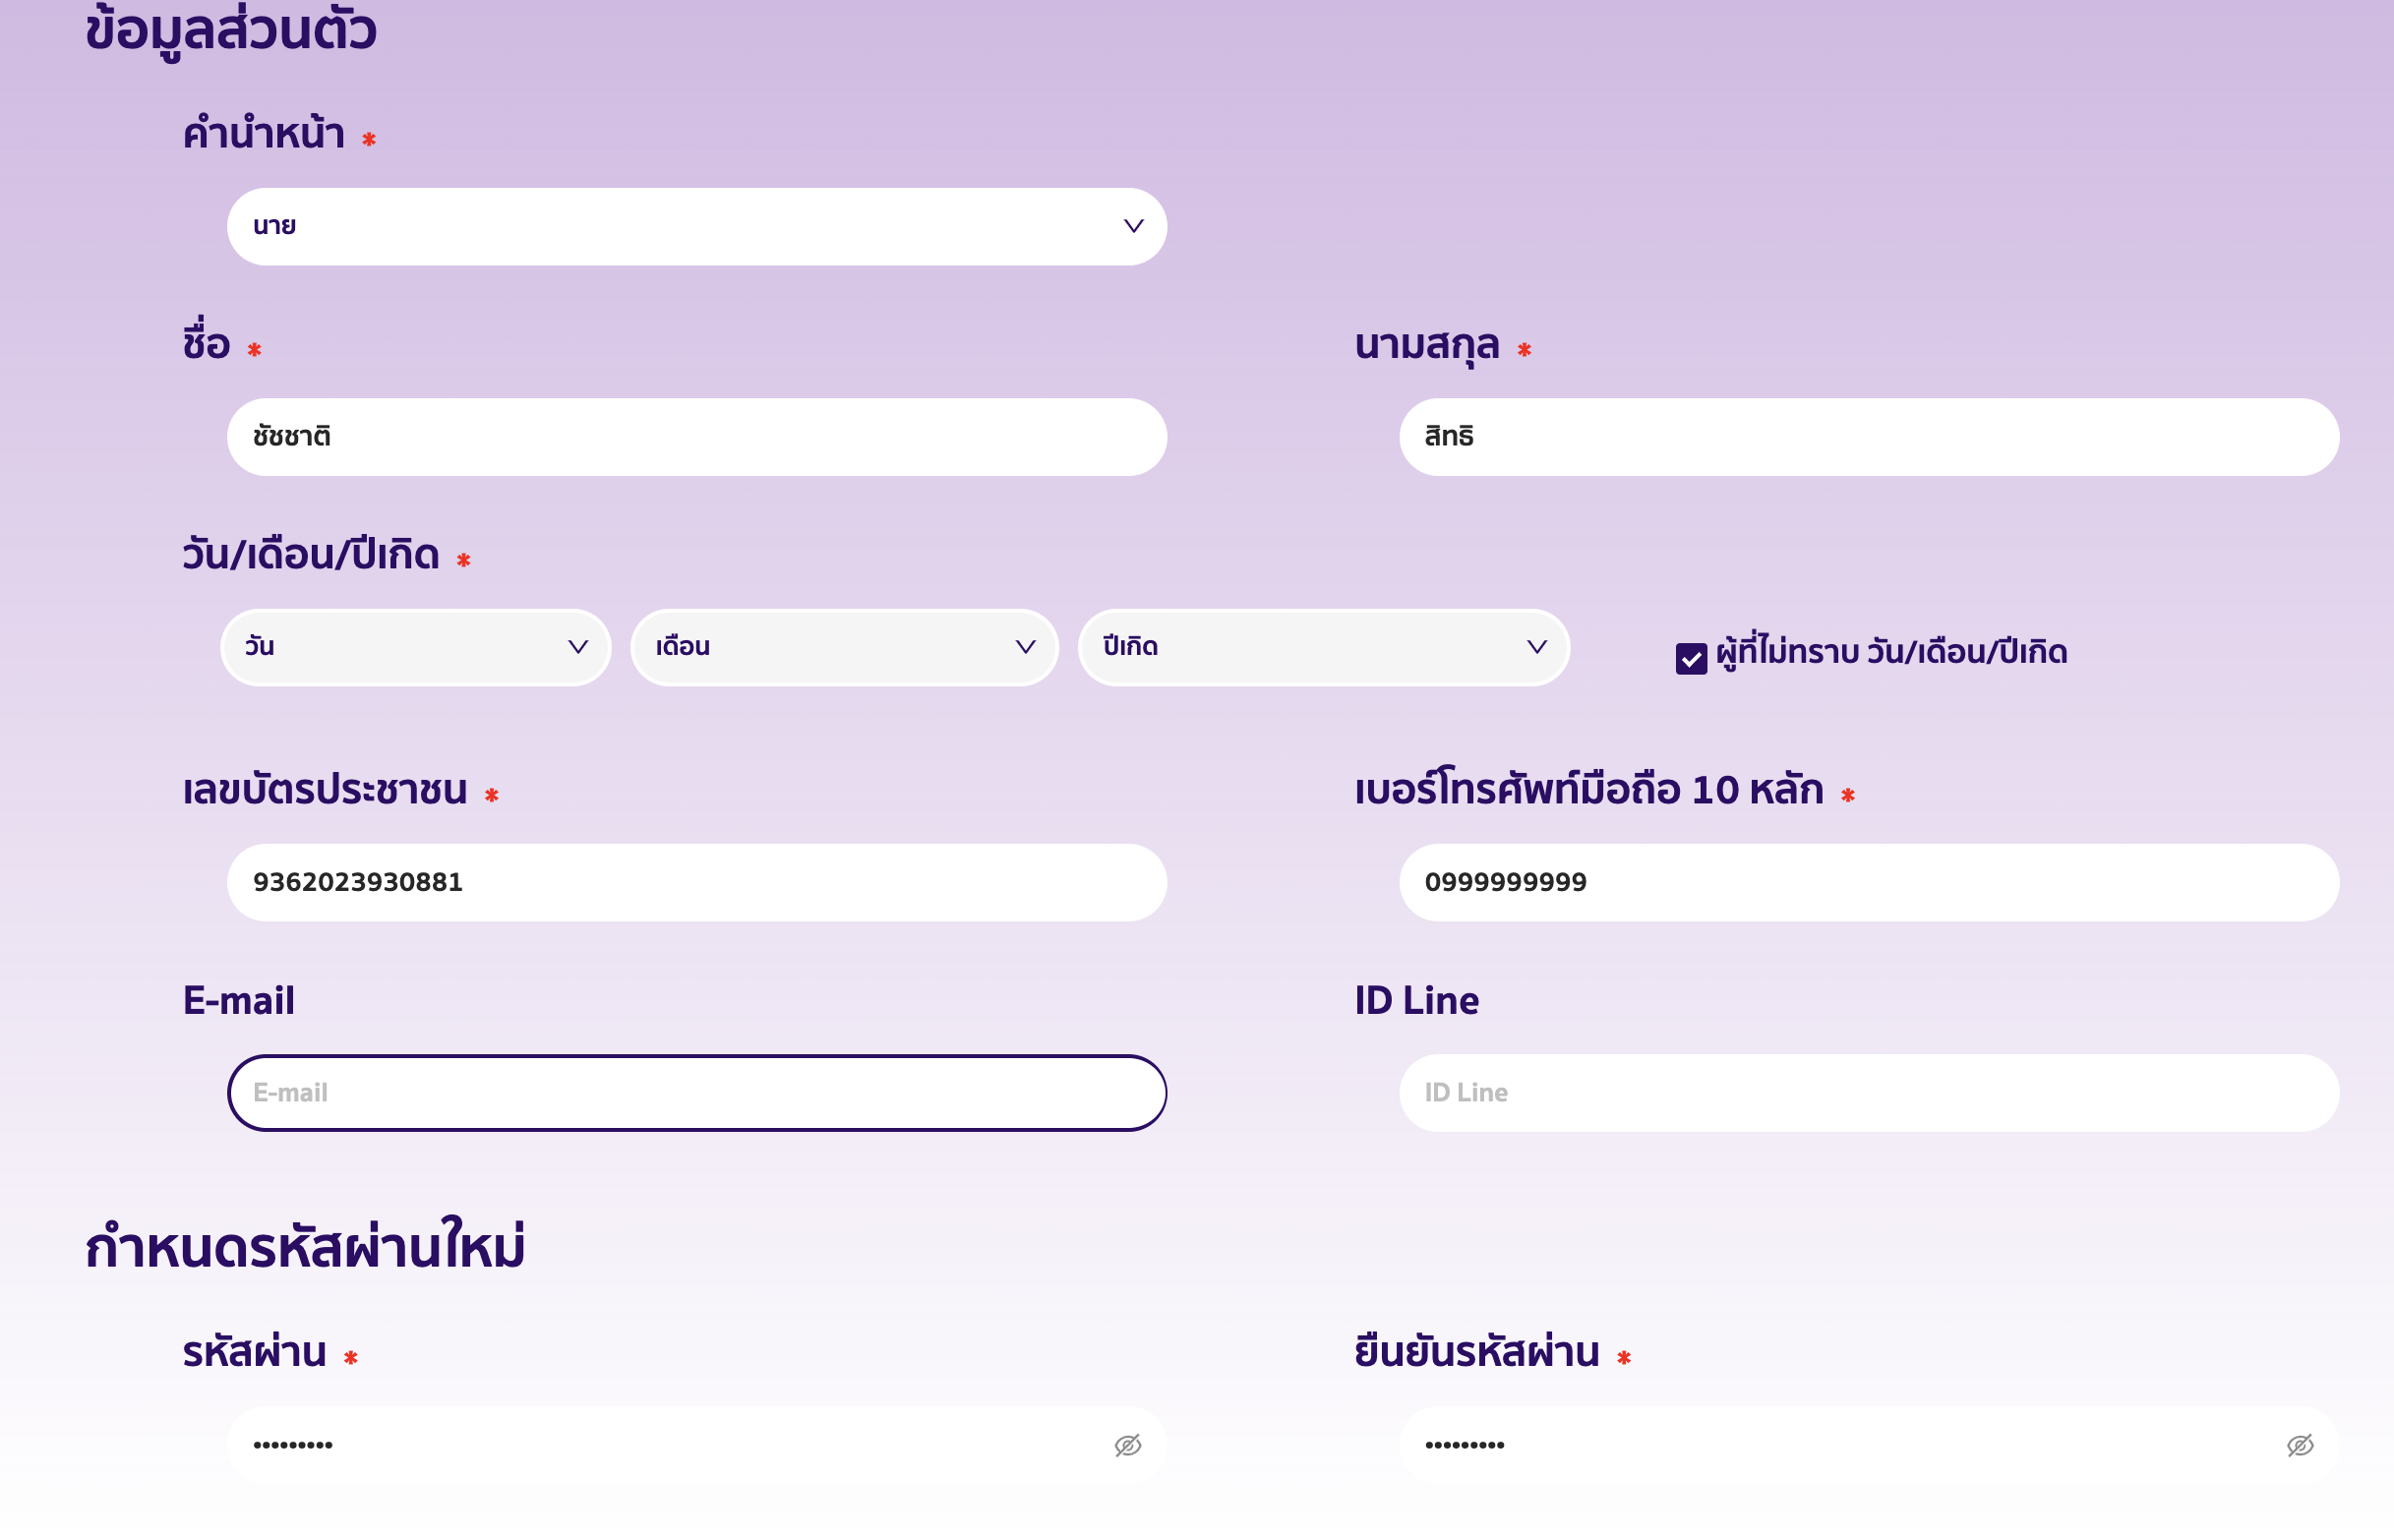 ข้อมูลส่วนตัว
คำนำหน้า *
นาย
ชื่อ * นามสกุล *
ชัชชาติ สิทธิ
วัน/เดือน/ปีเกิด *
วัน เดือน ปีเกิด ผู้ที่ไม่ทราบ วัน/เดือน/ปีเกิด
เลขบัตรประชาชน * เบอร์โทรศัพท์มือถือ 10 หลัก *
9362023930881 0999999999
E-mail ID Line
E-mail ID Line
กำหนดรหัสผ่านใหม่
รหัสผ่าน * ยืนยันรหัสผ่าน *
••••••••• •••••••••